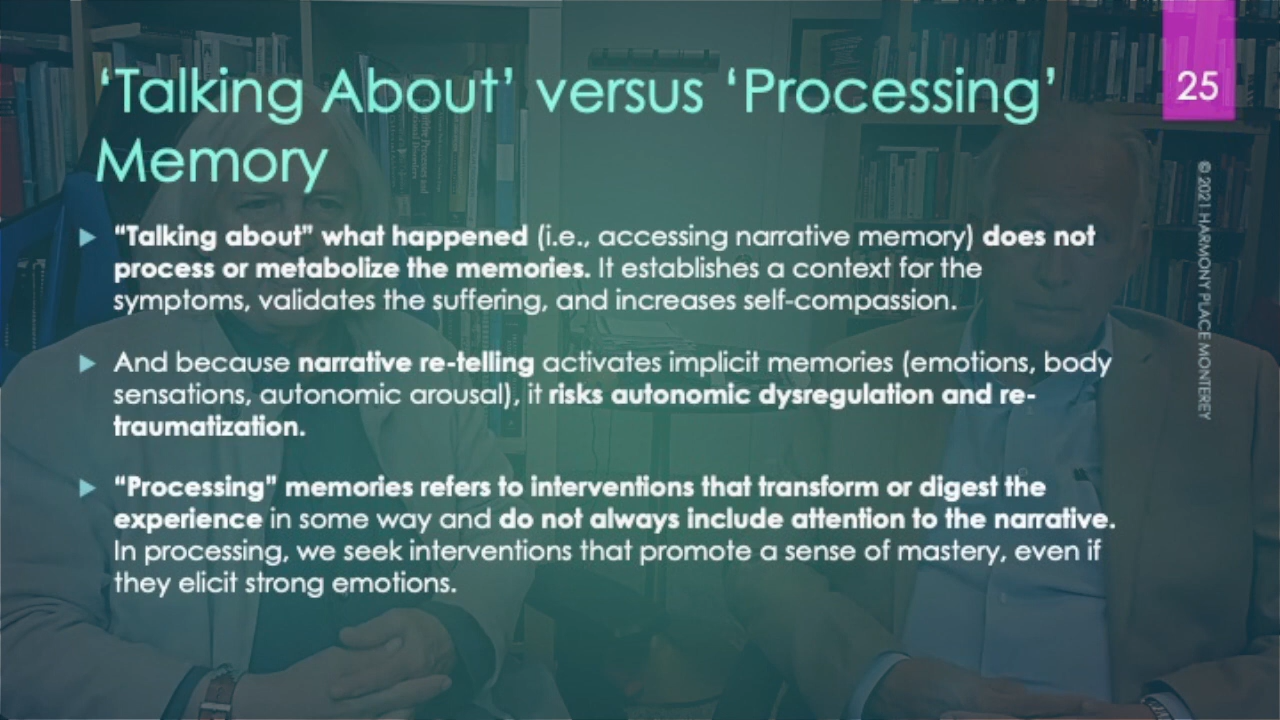 ‘Talking About’ versus ‘Processing’
Memory
25
“Talking about” what happened (i.e., accessing narrative memory) does not
process or metabolize the memories. It establishes a context for the
symptoms, validates the suffering, and increases self-compassion.
And because narrative re-telling activates implicit memories (emotions, body
sensations, autonomic arousal), it risks autonomic dysregulation and re-
traumatization.
“Processing” memories refers to interventions that transform or digest the
experience in some way and do not always include attention to the narrative.
In processing, we seek interventions that promote a sense of mastery, even if
they elicit strong emotions.
© 2021 HARMONY PLACE MONTEREY